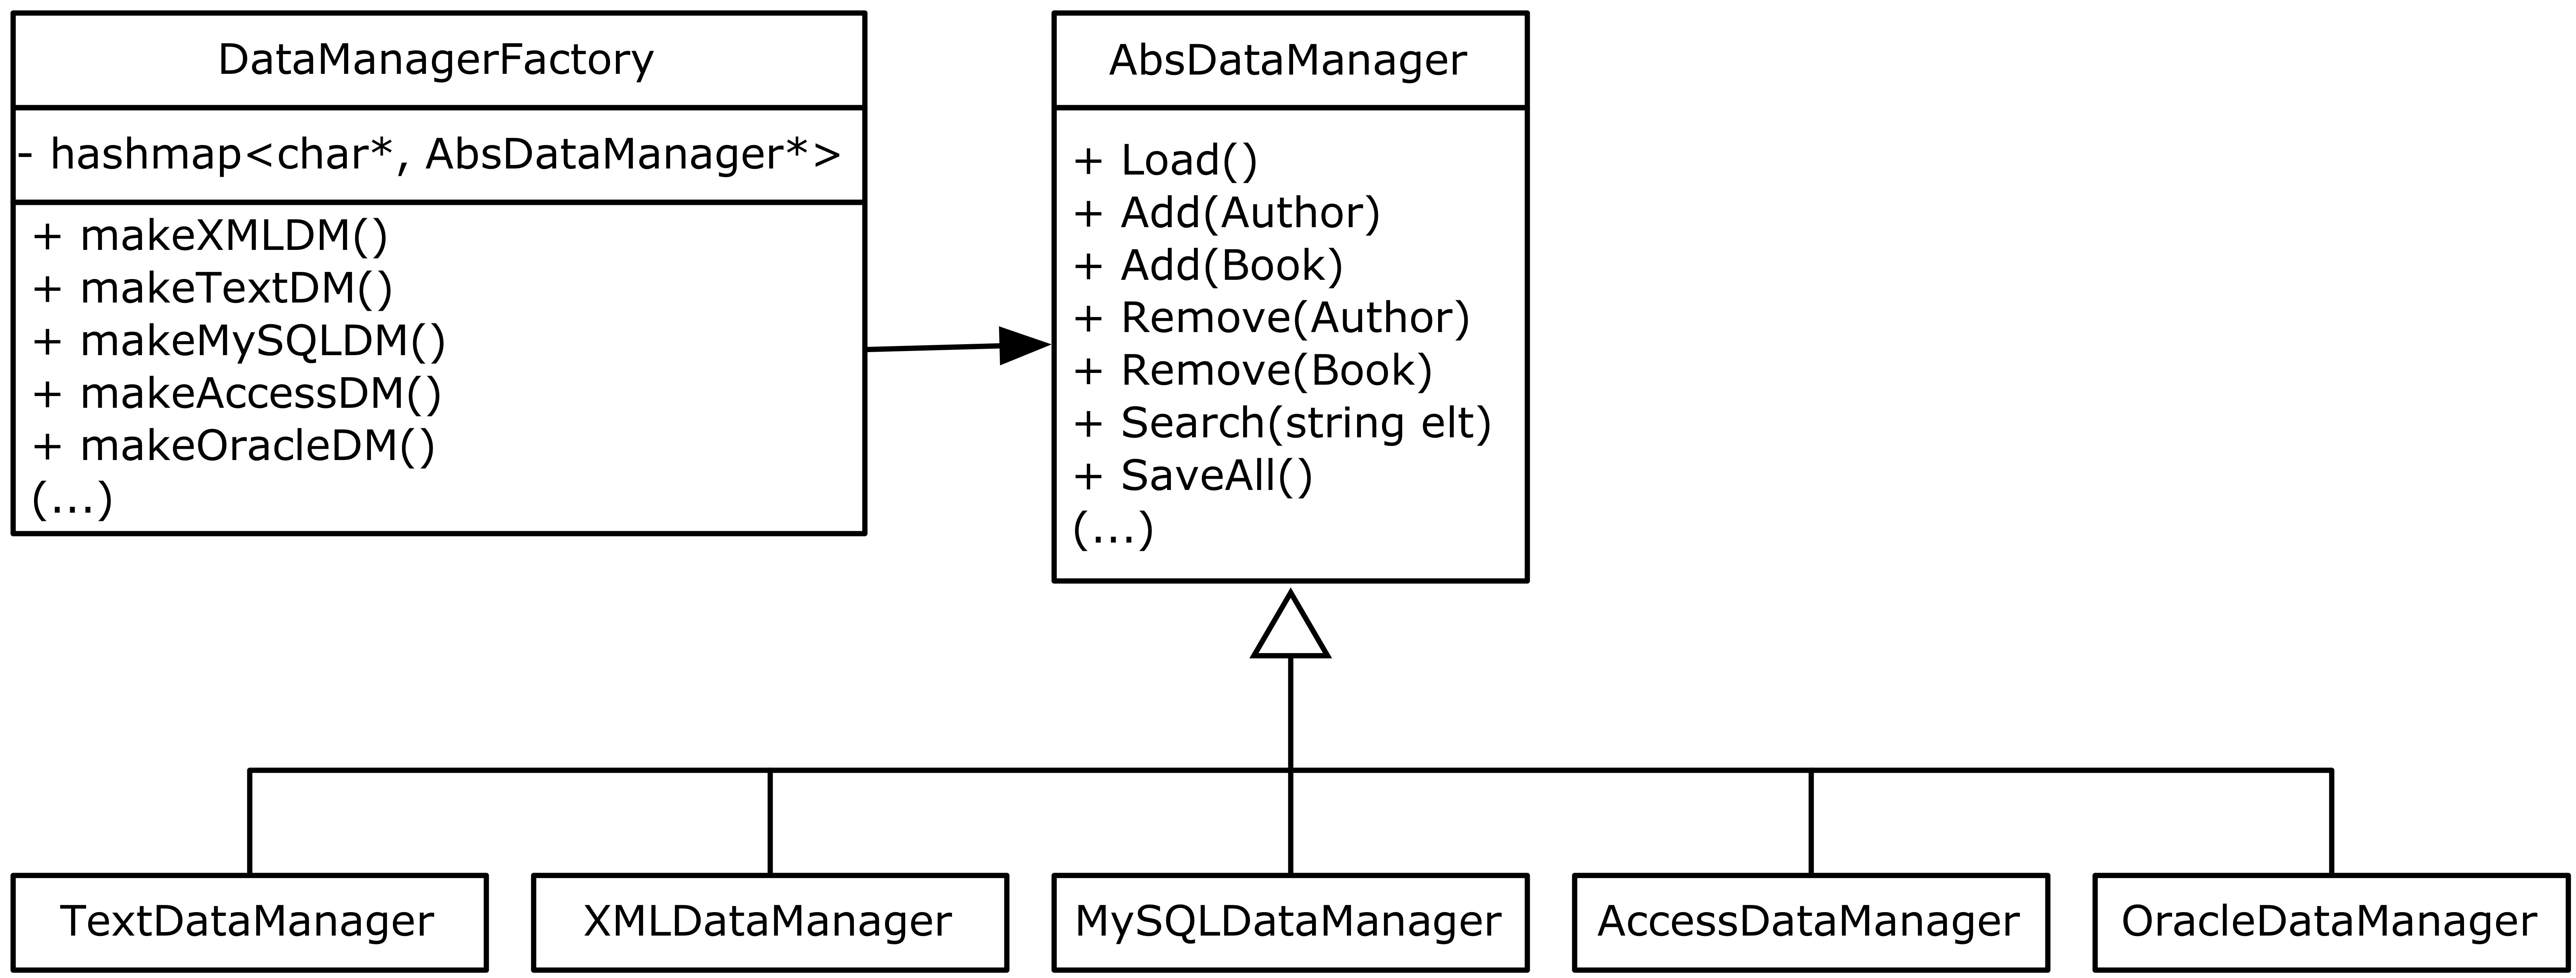 DataManagerFactory
- hashmap<char*, AbsDataManager*>
+ makeXMLDM()
+ makeTextDM()
+ makeMySQLDM()
+ makeAccessDM()
+ makeOracleDM()
(...)
AbsDataManager
+ Load()
+ Add(Author)
+ Add(Book)
+ Remove(Author)
+ Remove(Book)
+ Search(string elt)
+ SaveAll()
(...)
TextDataManager
XMLDataManager
MySQLDataManager
AccessDataManager
OracleDataManager